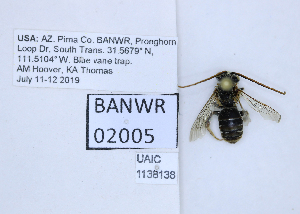 USA: AZ, Pima Co. BANWR, Pronghorn
Loop Dr, South Trans. 31.5679° N,
111.5104° W. Blue vane trap.
AM Hoover, KA Thomas
July 11-12 2019
BANWR
02005
UAIC
1138138